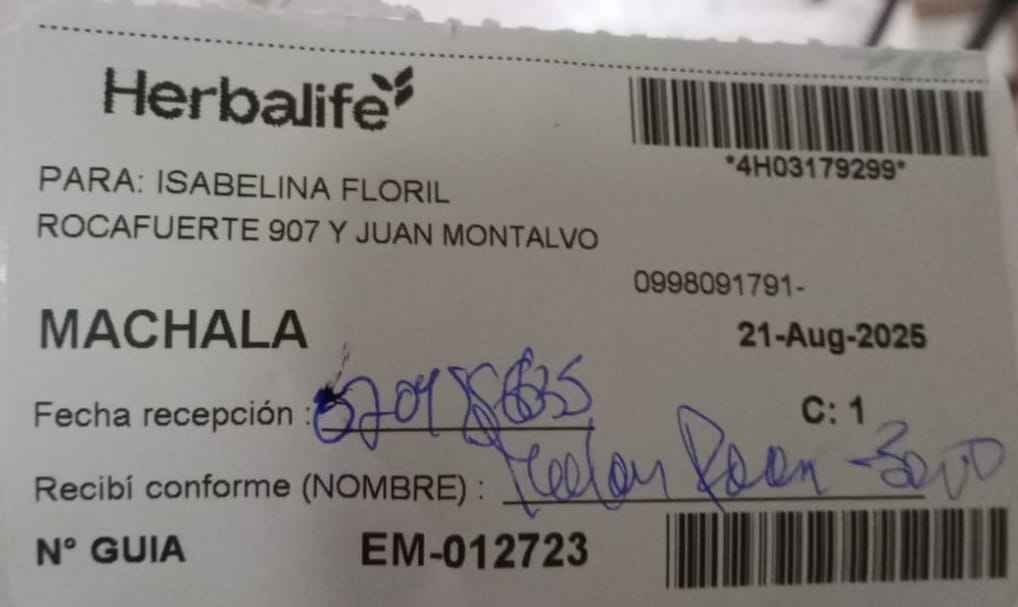 Herbalife
*4H03179299*
PARA: ISABELINA FLORIL
ROCAFUERTE 907 Y JUAN MONTALVO
0998091791-
MACHALA
21-Aug-2025
Fecha recepción :
C: 1
Recibí conforme (NOMBRE) :
N° GUIA EM-012723